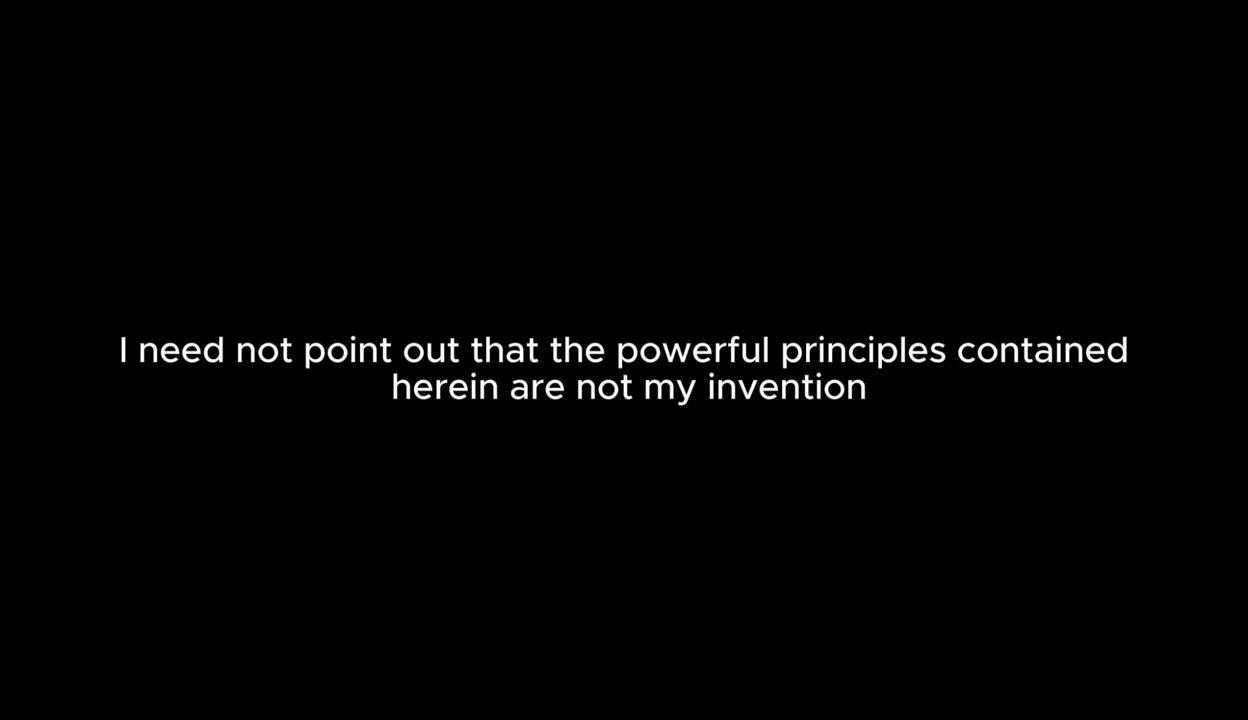 I need not point out that the powerful principles contained
herein are not my invention